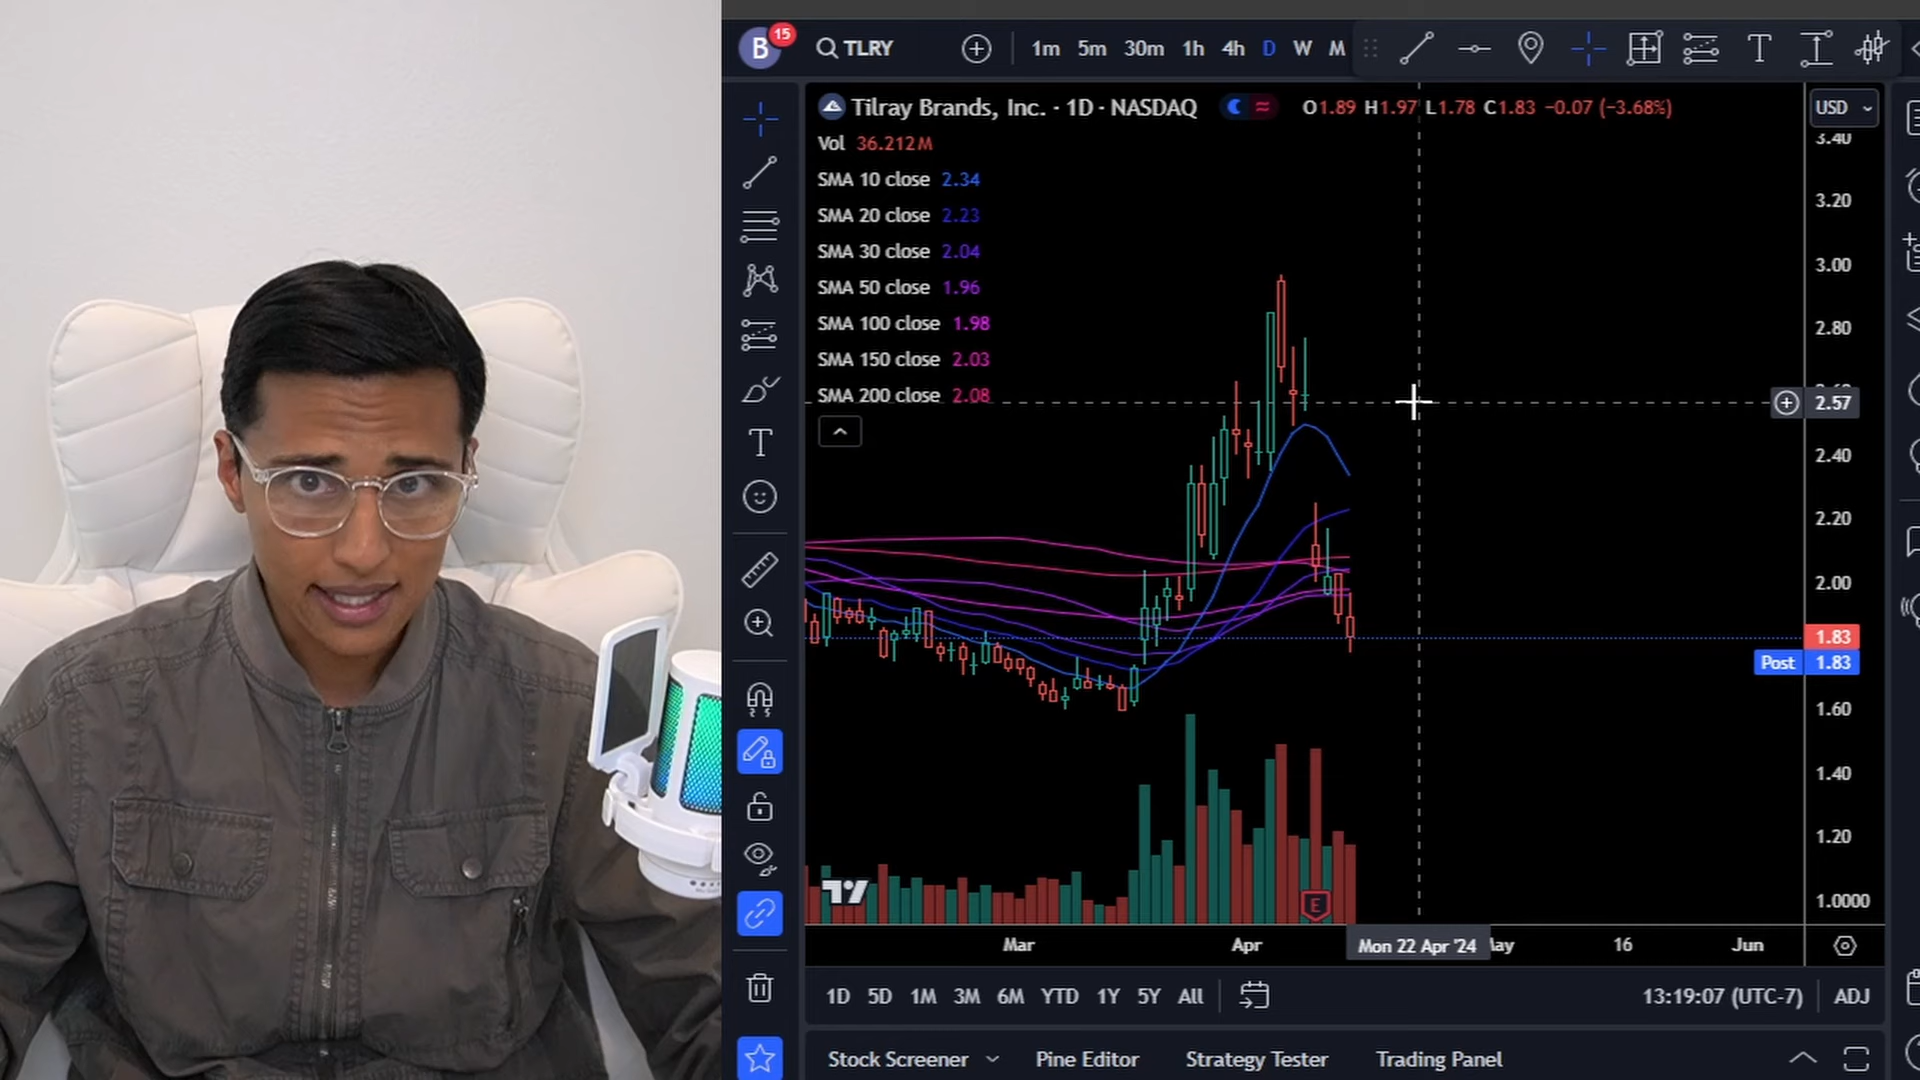 B 15 TLRY 1m 5m 30m 1h 4h D W M
Tilray Brands, Inc. · 1D · NASDAQ O1.89 H1.97 L1.78 C1.83 −0.07 (−3.68%) USD
Vol 36.212M
SMA 10 close 2.34
SMA 20 close 2.23
SMA 30 close 2.04
SMA 50 close 1.96
SMA 100 close 1.98
SMA 150 close 2.03
SMA 200 close 2.08
3.40
3.20
3.00
2.80
2.57
2.40
2.20
2.00
1.83
Post 1.83
1.60
1.40
1.20
1.0000
E
Mar Apr Mon 22 Apr '24 16 Jun
1D 5D 1M 3M 6M YTD 1Y 5Y All 13:19:07 (UTC-7) ADJ
Stock Screener Pine Editor Strategy Tester Trading Panel